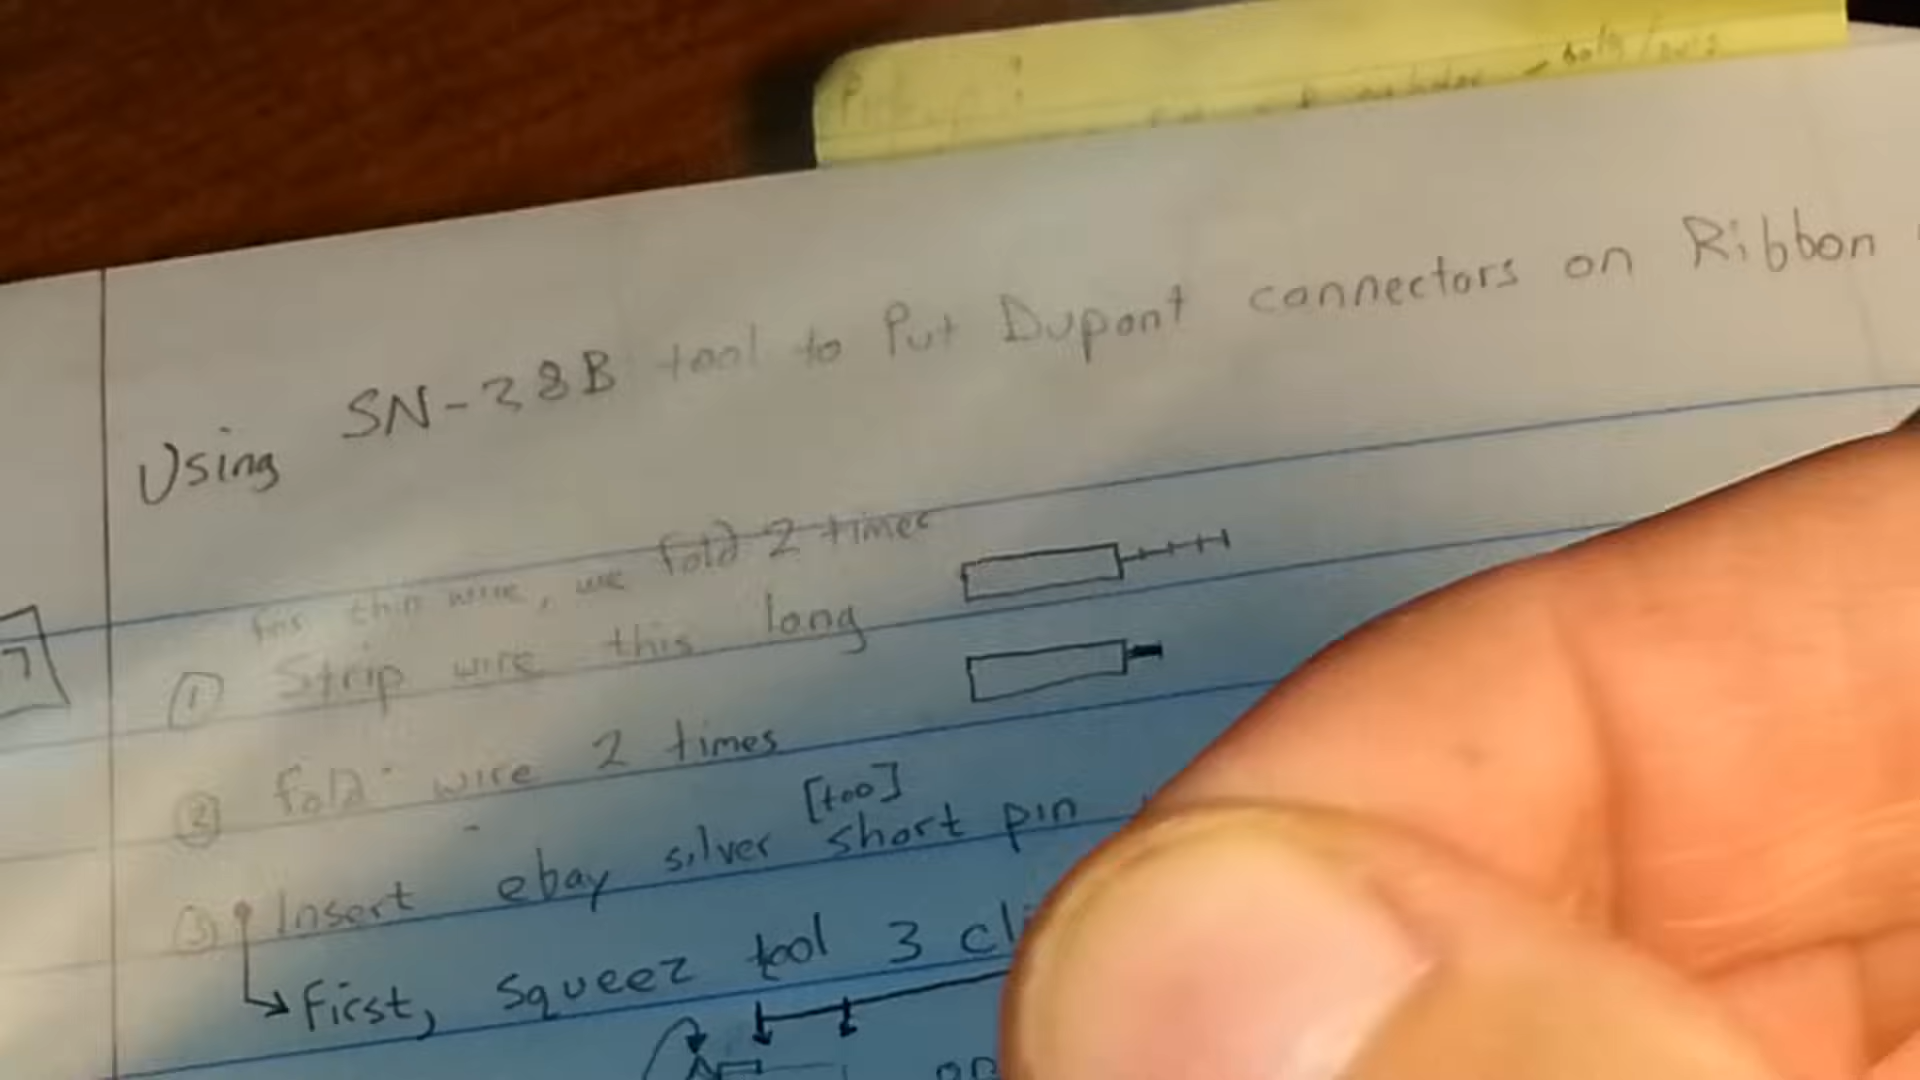 Using SN-28B tool to Put Dupont connectors on Ribbon
for thin wire, we fold 2 times
① Strip wire this long
② fold wire 2 times
[too]
③ Insert ebay silver short pin
First, squeez tool 3
7